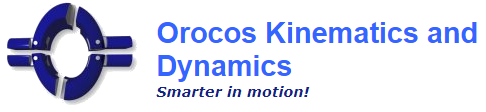 Orocos Kinematics and
Dynamics
Smarter in motion!